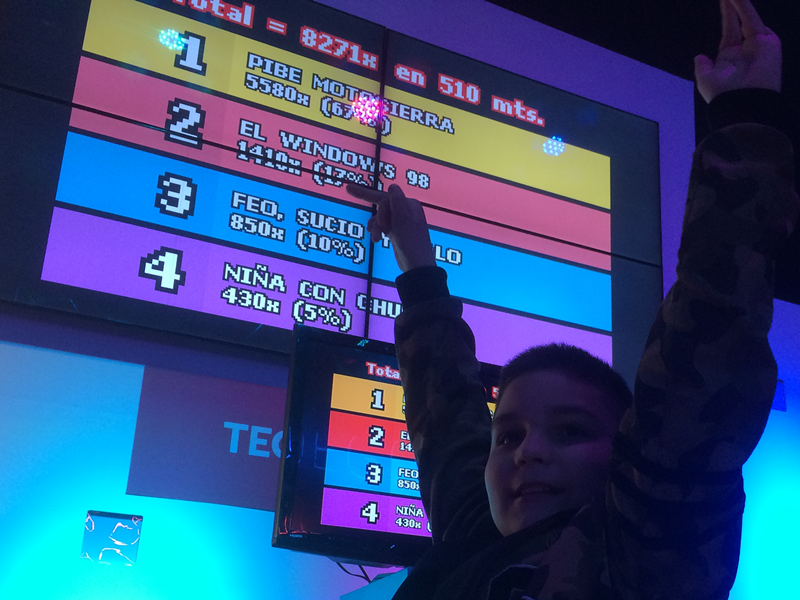 Total = 8271x en 510 mts.
1
PIBE MOTOSIERRA
5580x (67%)
2
EL WINDOWS 98
1410x (17%)
3
FEO, SUCIO Y
850x (10%)
4
NIÑA CON
430x (5%)
Tota
1
2
3
FEO
850x
4
NIÑA
430x
TEC